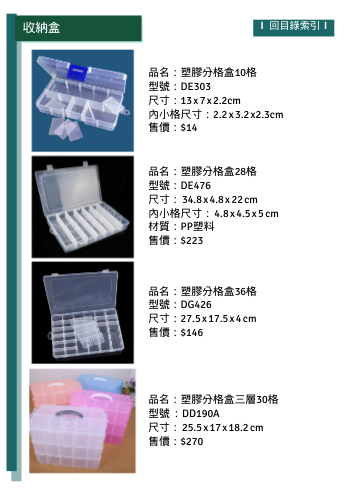 收納盒
回目錄索引
品名：塑膠分格盒10格
型號：DE303
尺寸：13x7x2.2cm
內小格尺寸：2.2x3.2x2.3cm
售價：$14
品名：塑膠分格盒28格
型號：DE476
尺寸：34.8x4.8x22cm
內小格尺寸：4.8x4.5x5cm
材質：PP塑料
售價：$223
品名：塑膠分格盒36格
型號：DG426
尺寸：27.5x17.5x4cm
售價：$146
品名：塑膠分格盒三層30格
型號：DD190A
尺寸：25.5x17x18.2cm
售價：$270